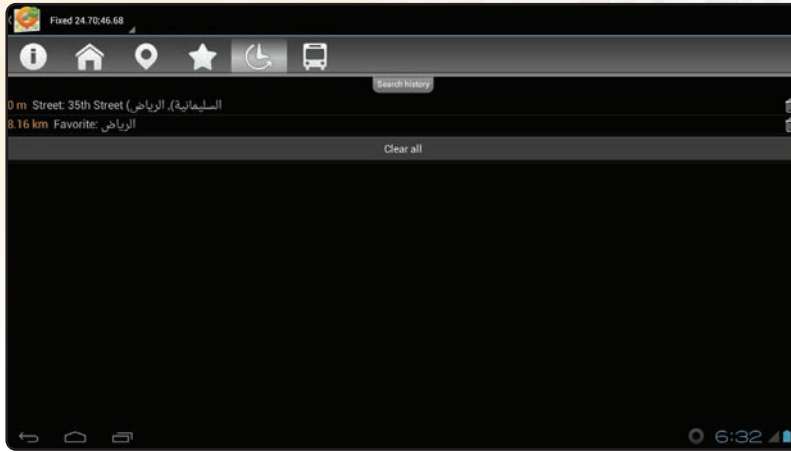 Fixed 24.70;46.68
Search history
0 m Street: 35th Street (السليمانية), الرياض
8.16 km Favorite: الرياض
Clear all
6:32